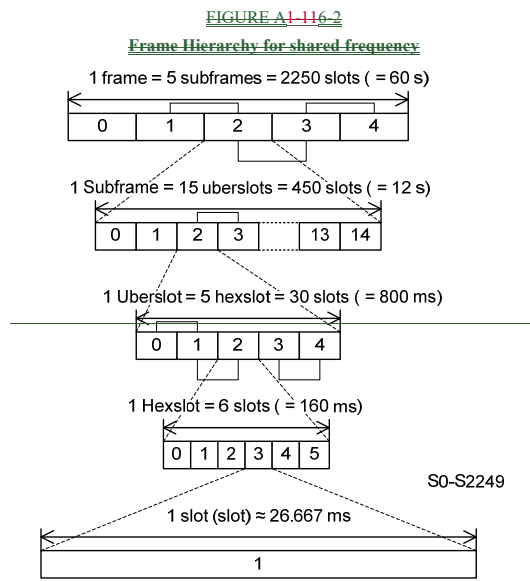 FIGURE A1-116-2
Frame Hierarchy for shared frequency
1 frame = 5 subframes = 2250 slots ( = 60 s)
0 1 2 3 4
1 Subframe = 15 uberslots = 450 slots ( = 12 s)
0 1 2 3 13 14
1 Uberslot = 5 hexslot = 30 slots ( = 800 ms)
0 1 2 3 4
1 Hexslot = 6 slots ( = 160 ms)
0 1 2 3 4 5
S0-S2249
1 slot (slot) ≈ 26.667 ms
1